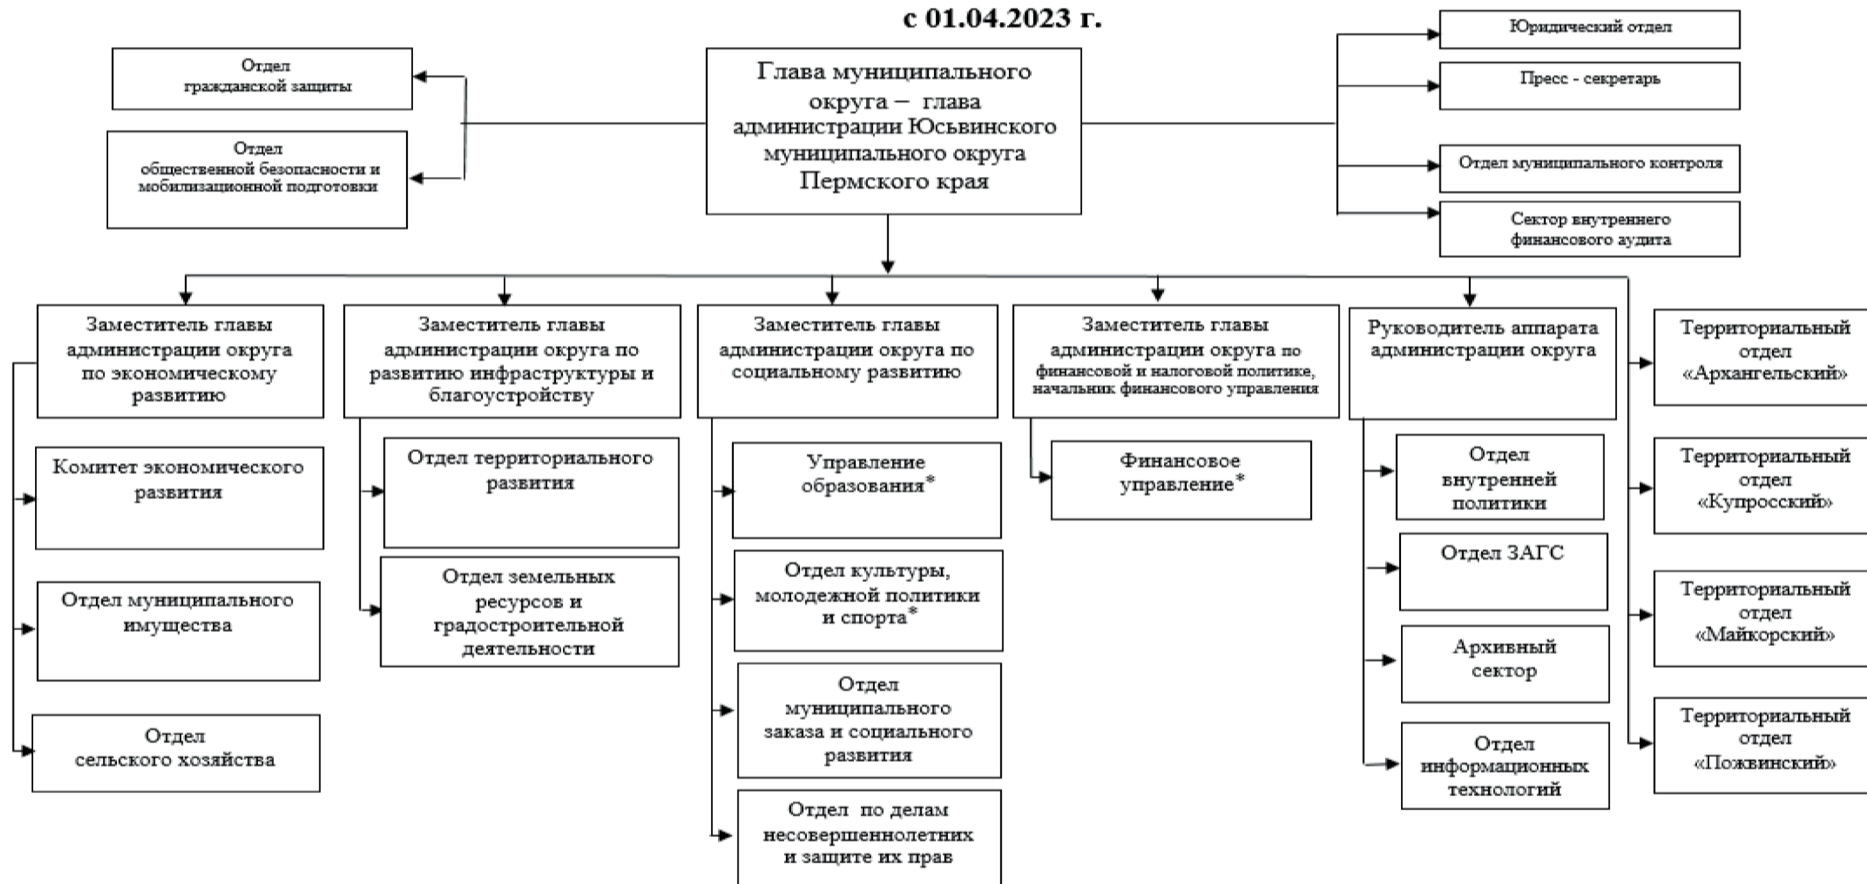 с 01.04.2023 г.
Отдел
гражданской защиты
Отдел
общественной безопасности и
мобилизационной подготовки
Глава муниципального
округа – глава
администрации Юсьвинского
муниципального округа
Пермского края
Юридический отдел
Пресс - секретарь
Отдел муниципального контроля
Сектор внутреннего
финансового аудита
Заместитель главы
администрации округа
по экономическому
развитию
Комитет экономического
развития
Отдел муниципального
имущества
Отдел
сельского хозяйства
Заместитель главы
администрации округа по
развитию инфраструктуры и
благоустройству
Отдел территориального
развития
Отдел земельных
ресурсов и
градостроительной
деятельности
Заместитель главы
администрации округа по
социальному развитию
Управление
образования*
Отдел культуры,
молодежной политики
и спорта*
Отдел
муниципального
заказа и социального
развития
Отдел по делам
несовершеннолетних
и защите их прав
Заместитель главы
администрации округа по
финансовой и налоговой политике,
начальник финансового управления
Финансовое
управление*
Руководитель аппарата
администрации округа
Отдел
внутренней
политики
Отдел ЗАГС
Архивный
сектор
Отдел
информационных
технологий
Территориальный
отдел
«Архангельский»
Территориальный
отдел
«Купросский»
Территориальный
отдел
«Майкорский»
Территориальный
отдел
«Пожвинский»